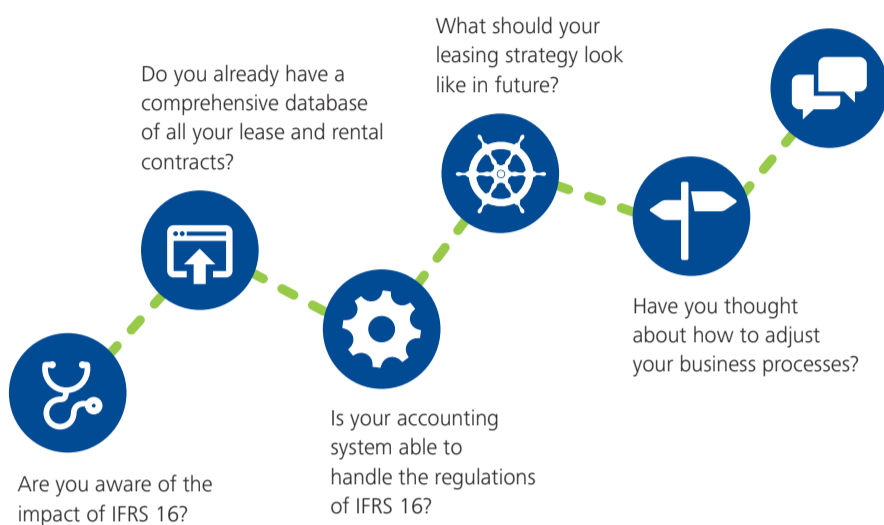 Are you aware of the
impact of IFRS 16?
Do you already have a
comprehensive database
of all your lease and rental
contracts?
Is your accounting
system able to
handle the regulations
of IFRS 16?
What should your
leasing strategy look
like in future?
Have you thought
about how to adjust
your business processes?